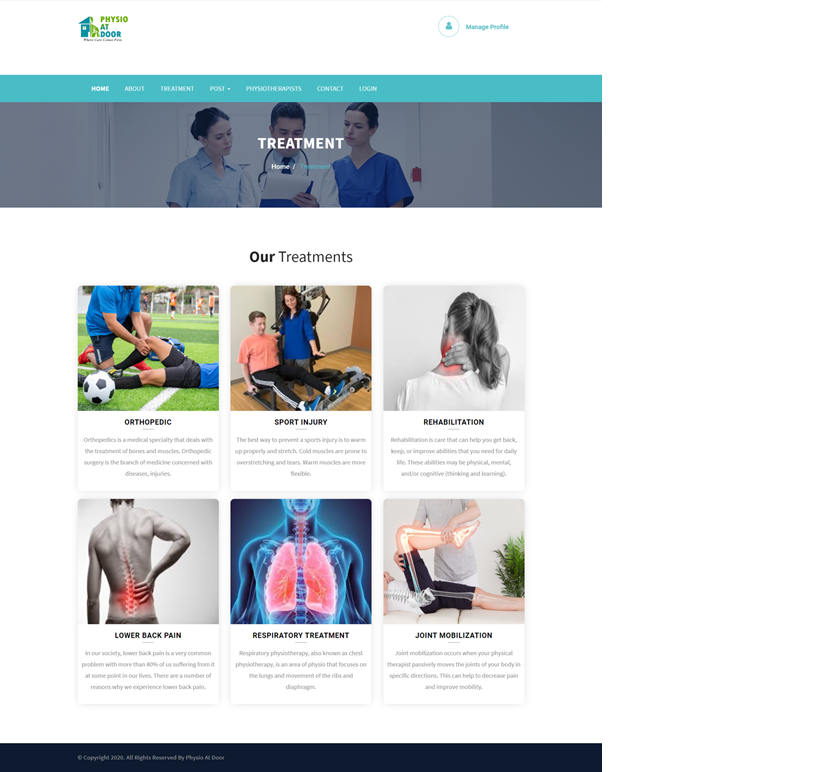 PHYSIO
AT
DOOR
Where Care Comes First
Manage Profile
HOME ABOUT TREATMENT POST PHYSIOTHERAPISTS CONTACT LOGIN
TREATMENT
Home / Treatment
Our Treatments
ORTHOPEDIC
Orthopedics is a medical specialty that deals with
the treatment of bones and muscles. Orthopedic
surgery is the branch of medicine concerned with
diseases, injuries.
SPORT INJURY
The best way to prevent a sports injury is to warm
up properly and stretch. Cold muscles are prone to
overstretching and tears. Warm muscles are more
flexible.
REHABILITATION
Rehabilitation is care that can help you get back,
keep, or improve abilities that you need for daily
life. These abilities may be physical, mental,
and/or cognitive (thinking and learning).
LOWER BACK PAIN
In our society, lower back pain is a very common
problem with more than 80% of us suffering from it
at some point in our lives. There are a number of
reasons why we experience lower back pain.
RESPIRATORY TREATMENT
Respiratory physiotherapy, also known as chest
physiotherapy, is an area of physio that focuses on
the lungs and movement of the ribs and
diaphragm.
JOINT MOBILIZATION
Joint mobilization occurs when your physical
therapist passively moves the joints of your body in
specific directions. This can help to decrease pain
and improve mobility.
© Copyright 2020. All Rights Reserved By Physio At Door